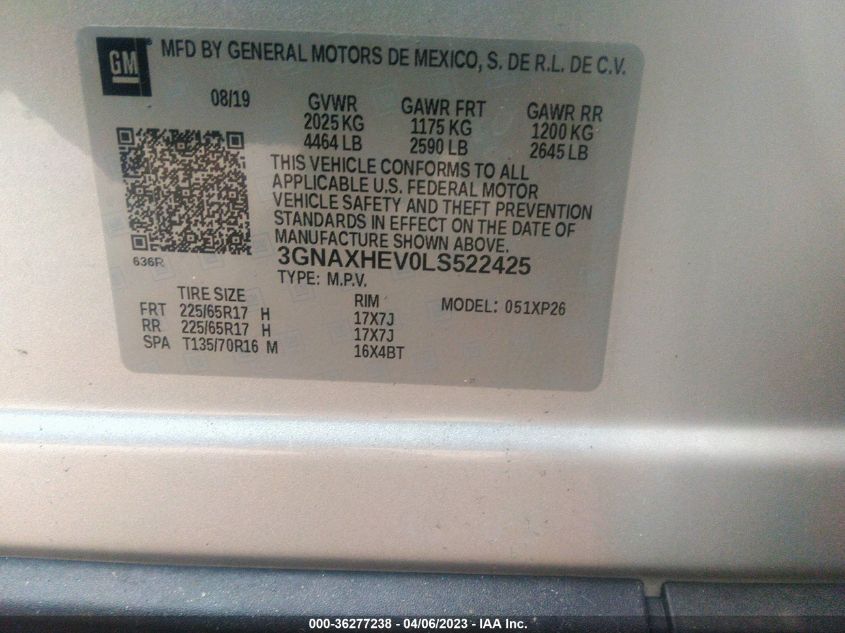 GM
MFD BY GENERAL MOTORS DE MEXICO, S. DE R.L. DE C.V.
08/19 GVWR GAWR FRT GAWR RR
2025 KG 1175 KG 1200 KG
4464 LB 2590 LB 2645 LB
THIS VEHICLE CONFORMS TO ALL
APPLICABLE U.S. FEDERAL MOTOR
VEHICLE SAFETY AND THEFT PREVENTION
STANDARDS IN EFFECT ON THE DATE OF
MANUFACTURE SHOWN ABOVE.
636R
3GNAXHEV0LS522425
TYPE: M.P.V.
TIRE SIZE RIM MODEL: 051XP26
FRT 225/65R17 H 17X7J
RR 225/65R17 H 17X7J
SPA T135/70R16 M 16X4BT
000-36277238 - 04/06/2023 - IAA Inc.